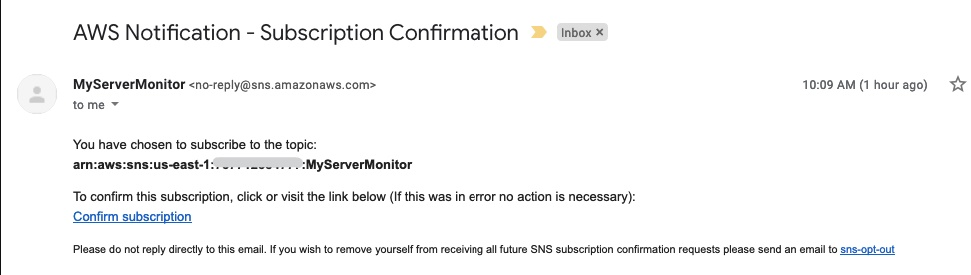 AWS Notification - Subscription Confirmation Inbox ×
MyServerMonitor <no-reply@sns.amazonaws.com> 10:09 AM (1 hour ago)
to me
You have chosen to subscribe to the topic:
arn:aws:sns:us-east-1: :MyServerMonitor
To confirm this subscription, click or visit the link below (If this was in error no action is necessary):
Confirm subscription
Please do not reply directly to this email. If you wish to remove yourself from receiving all future SNS subscription confirmation requests please send an email to sns-opt-out